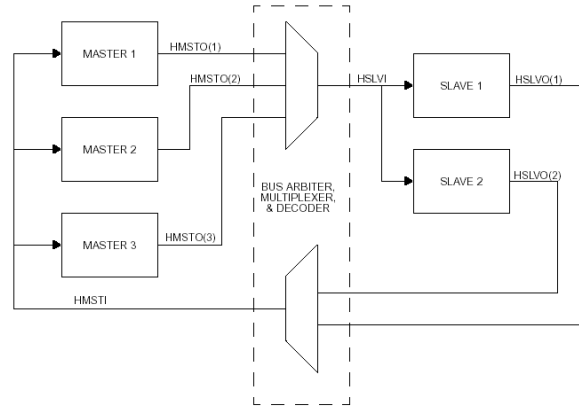 MASTER 1
HMSTO(1)
HMSTO(2)
MASTER 2
HMSTO(3)
MASTER 3
HMSTI
BUS ARBITER,
MULTIPLEXER,
& DECODER
HSLVI
SLAVE 1
HSLVO(1)
SLAVE 2
HSLVO(2)